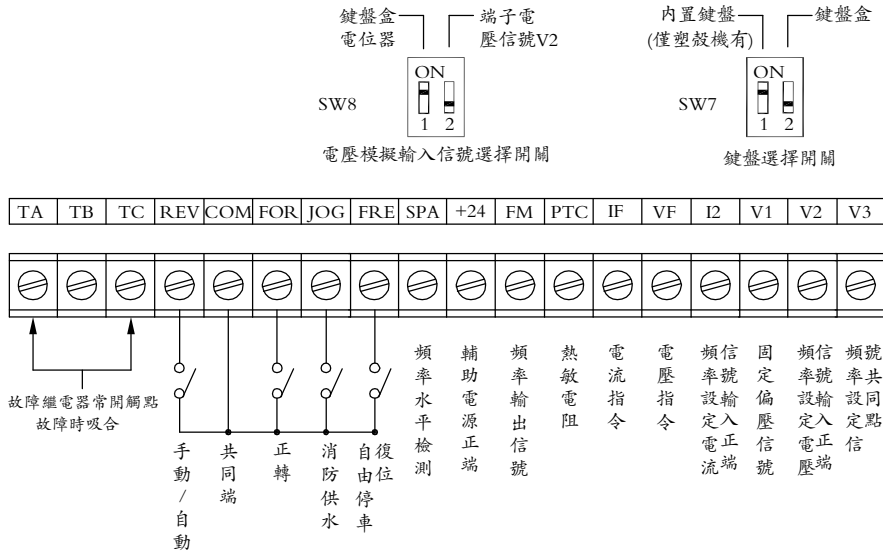 鍵盤盒
電位器
端子電
壓信號V2
ON
1 2
SW8
電壓模擬輸入信號選擇開關
內置鍵盤
(僅塑殼機有)
鍵盤盒
ON
1 2
SW7
鍵盤選擇開關
TA TB TC REV COM FOR JOG FRE SPA +24 FM PTC IF VF I2 V1 V2 V3
故障繼電器常開觸點
故障時吸合
手動/自動
共同端
正轉
消防供水
自由停車
復位
頻率水平檢測
輔助電源正端
頻率輸出信號
熱敏電阻
電流指令
電壓指令
頻率設定電流
信號輸入正端
固定偏壓信號
頻率設定電壓
信號輸入正端
頻率設定信
號共同點